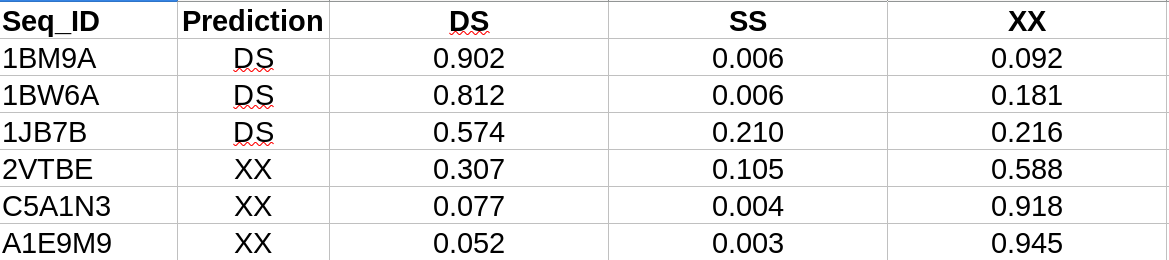 Seq_ID Prediction DS SS XX
1BM9A DS 0.902 0.006 0.092
1BW6A DS 0.812 0.006 0.181
1JB7B DS 0.574 0.210 0.216
2VTBE XX 0.307 0.105 0.588
C5A1N3 XX 0.077 0.004 0.918
A1E9M9 XX 0.052 0.003 0.945